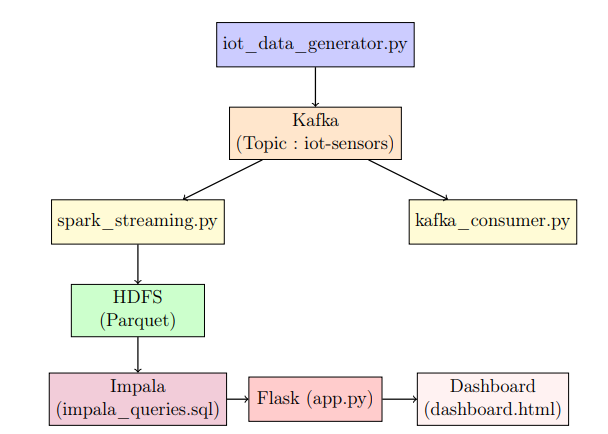 iot_data_generator.py
Kafka
(Topic : iot-sensors)
spark_streaming.py
kafka_consumer.py
HDFS
(Parquet)
Impala
(impala_queries.sql)
Flask (app.py)
Dashboard
(dashboard.html)